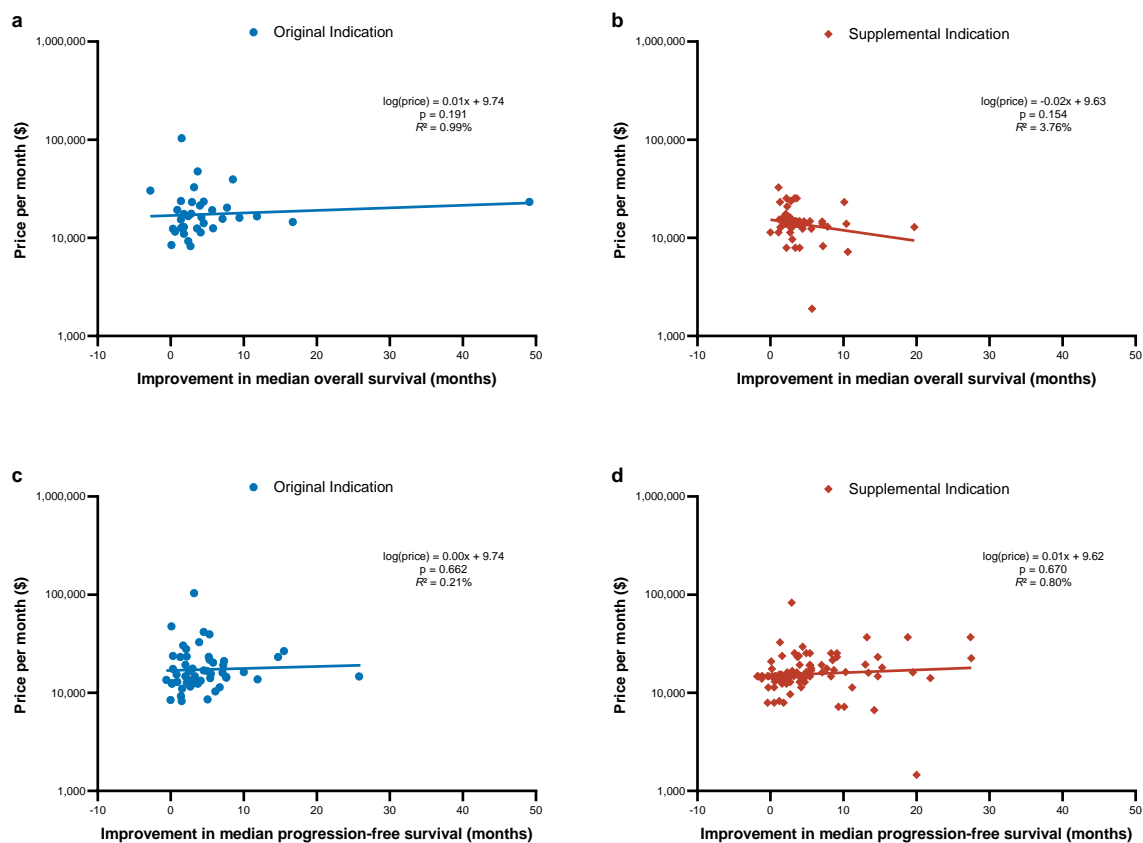 a
Original Indication
1,000,000
100,000
10,000
1,000
Price per month ($)
log(price) = 0.01x + 9.74
p = 0.191
R² = 0.99%
-10 0 10 20 30 40 50
Improvement in median overall survival (months)
b
Supplemental Indication
1,000,000
100,000
10,000
1,000
Price per month ($)
log(price) = -0.02x + 9.63
p = 0.154
R² = 3.76%
-10 0 10 20 30 40 50
Improvement in median overall survival (months)
c
Original Indication
1,000,000
100,000
10,000
1,000
Price per month ($)
log(price) = 0.00x + 9.74
p = 0.662
R² = 0.21%
-10 0 10 20 30 40 50
Improvement in median progression-free survival (months)
d
Supplemental Indication
1,000,000
100,000
10,000
1,000
Price per month ($)
log(price) = 0.01x + 9.62
p = 0.670
R² = 0.80%
-10 0 10 20 30 40 50
Improvement in median progression-free survival (months)